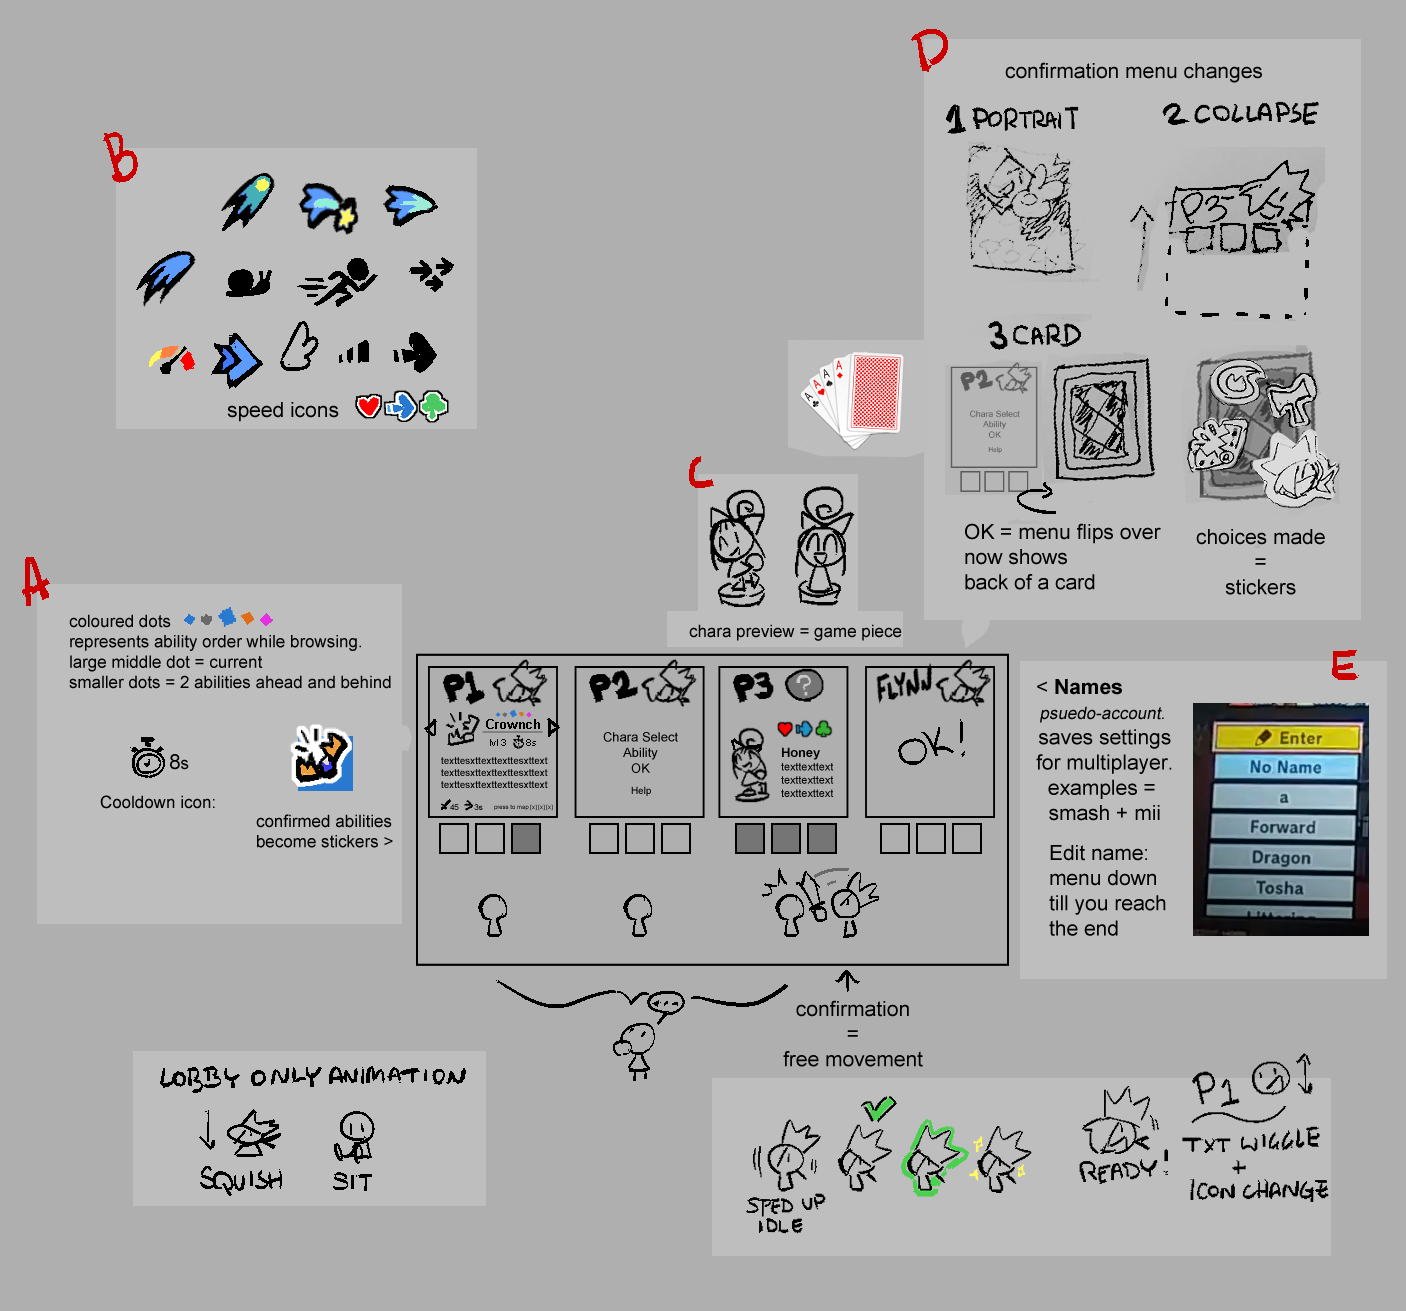 D
confirmation menu changes
1 PORTRAIT
2 COLLAPSE
P3
3 CARD
P2
Chara Select
Ability
OK
Help
A
A
A
A
OK = menu flips over
now shows
back of a card
choices made
=
stickers
B
speed icons
C
chara preview = game piece
A
coloured dots
represents ability order while browsing.
large middle dot = current
smaller dots = 2 abilities ahead and behind
8s
Cooldown icon:
confirmed abilities
become stickers >
P1
Crownch
lvl 3 8s
texttesxttexttexttesxttext
texttesxttexttexttesxttext
texttesxttexttexttesxttext
45 3s press to map [x][x][x]
P2
Chara Select
Ability
OK
Help
P3
?
Honey
texttexttext
texttexttext
texttexttext
FLYNN
OK!
E
< Names
psuedo-account.
saves settings
for multiplayer.
examples =
smash + mii
Edit name:
menu down
till you reach
the end
Enter
No Name
a
Forward
Dragon
Tosha
...
confirmation
=
free movement
LOBBY ONLY ANIMATION
SQUISH
SIT
SPED UP
IDLE
READY!
P1
TXT WIGGLE
+
ICON CHANGE